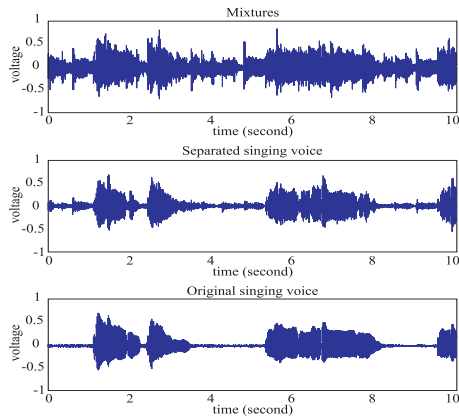 Mixtures
1
0.5
0
-0.5
-1
voltage
0 2 4 6 8 10
time (second)
Separated singing voice
1
0.5
0
-0.5
-1
voltage
0 2 4 6 8 10
time (second)
Original singing voice
1
0.5
0
-0.5
-1
voltage
0 2 4 6 8 10
time (second)